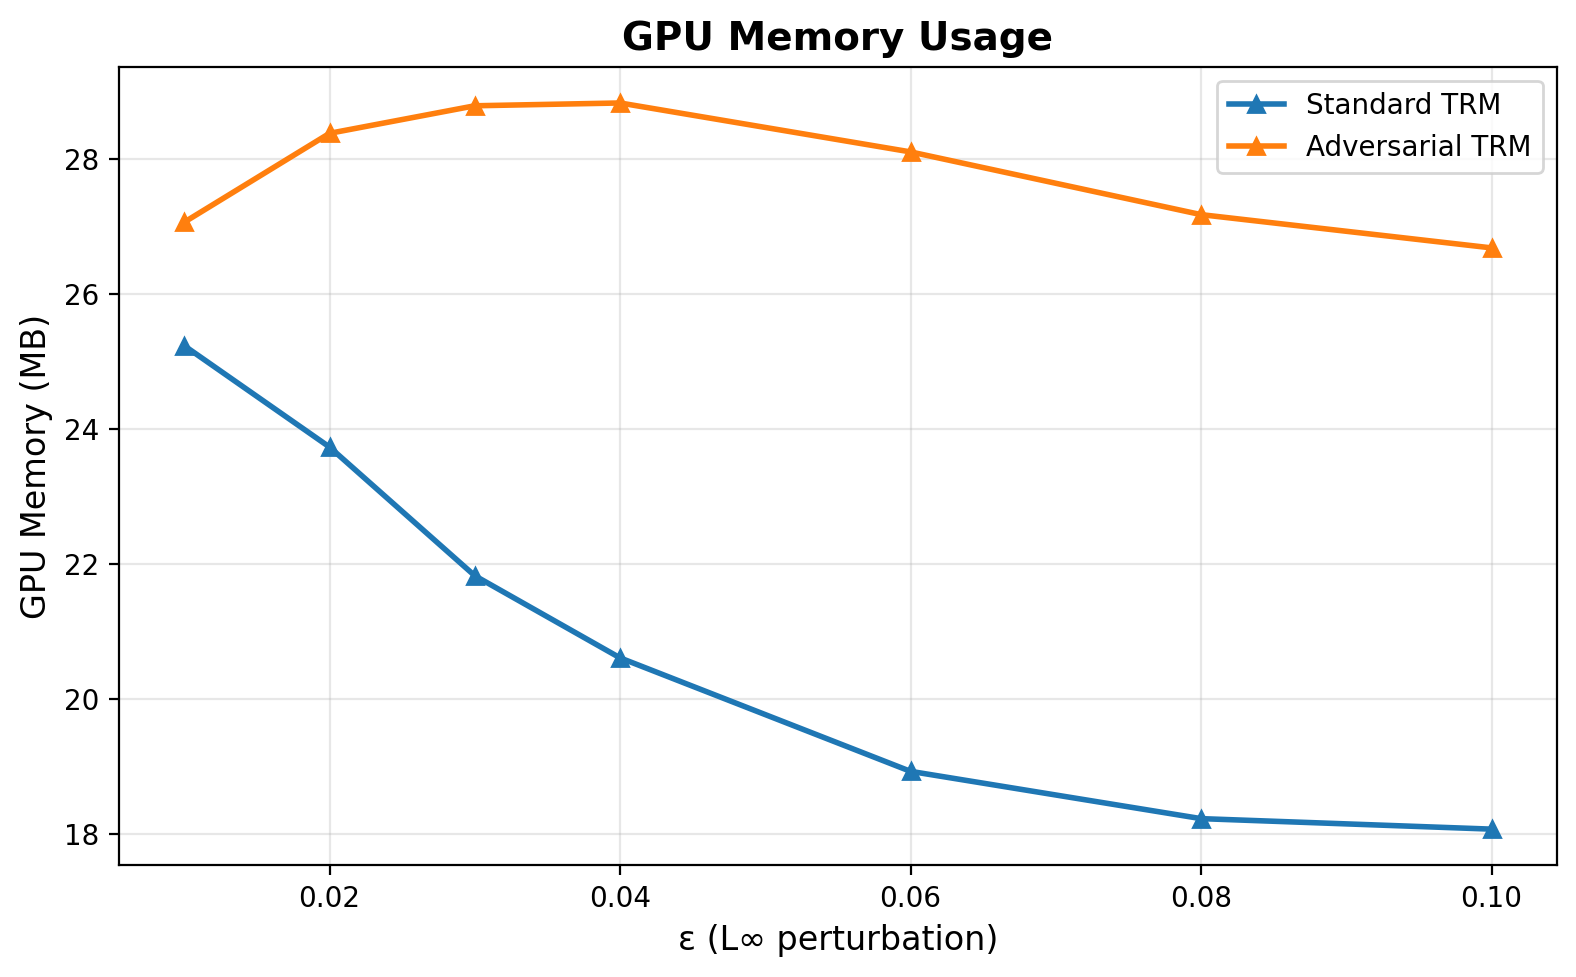 GPU Memory Usage
Standard TRM
Adversarial TRM
GPU Memory (MB)
28
26
24
22
20
18
0.02 0.04 0.06 0.08 0.10
ε (L∞ perturbation)